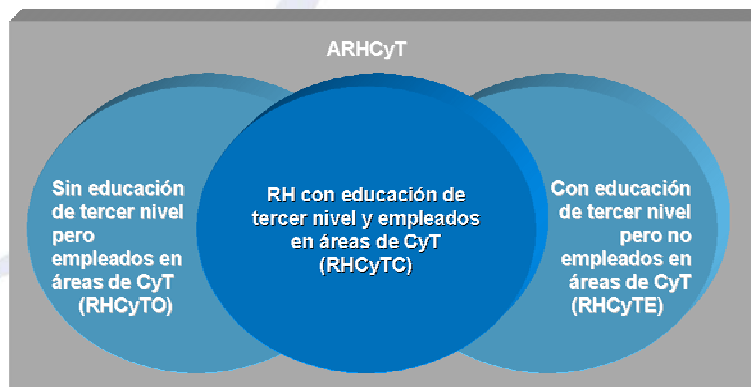 ARHCyT
Sin educación
de tercer nivel
pero
empleados en
áreas de CyT
(RHCyTO)
RH con educación de
tercer nivel y empleados
en áreas de CyT
(RHCyTC)
Con educación
de tercer nivel
pero no
empleados en
áreas de CyT
(RHCyTE)